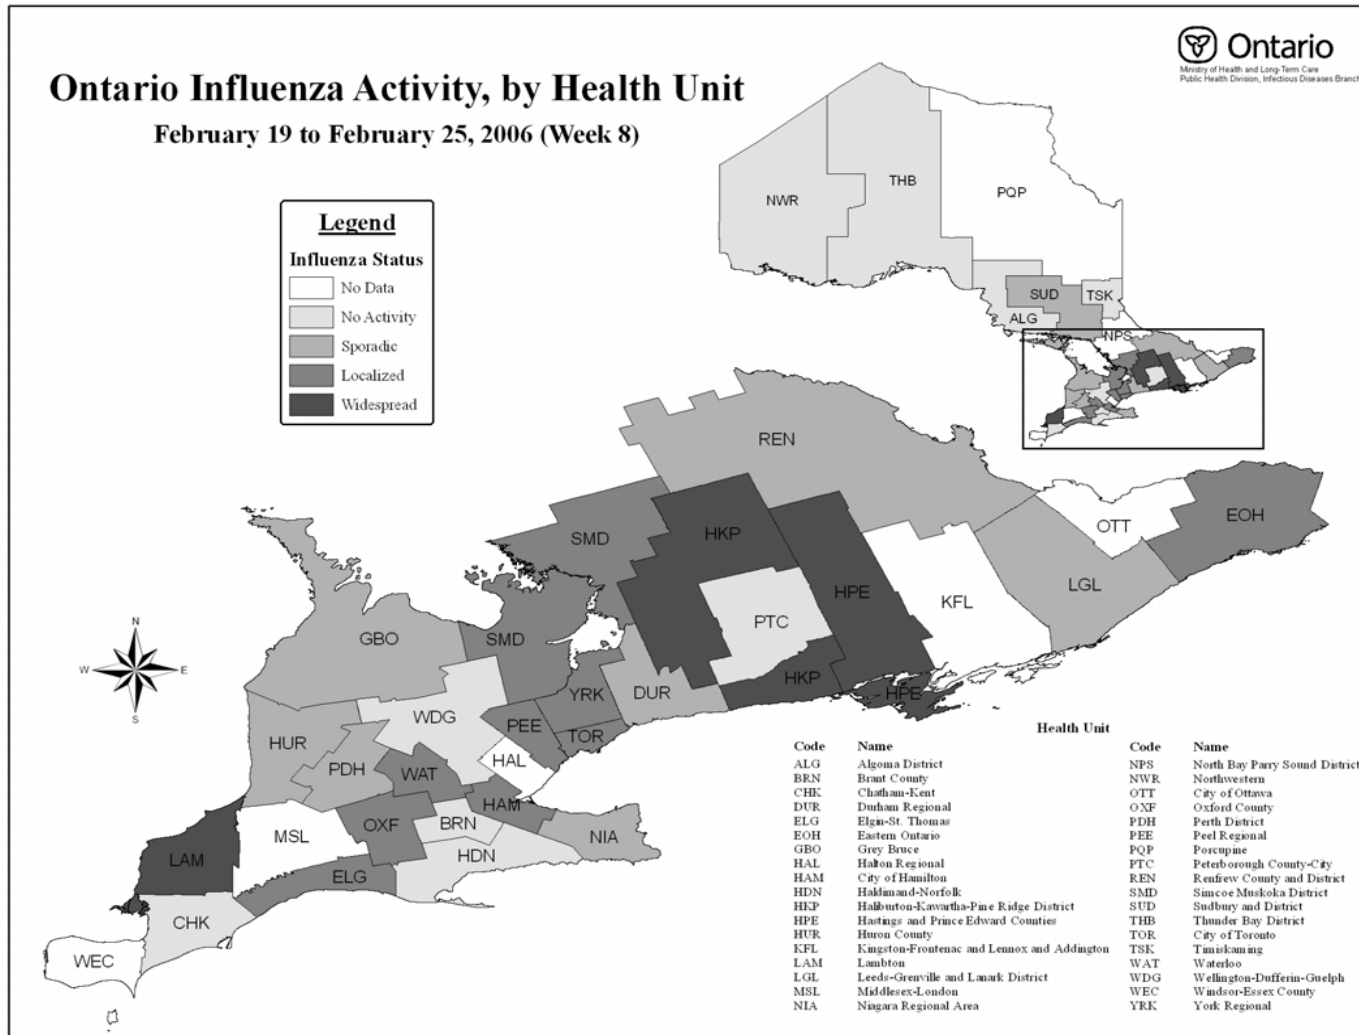 Ontario
Ministry of Health and Long-Term Care
Public Health Division, Infectious Diseases Branch
Ontario Influenza Activity, by Health Unit
February 19 to February 25, 2006 (Week 8)
Legend
Influenza Status
No Data
No Activity
Sporadic
Localized
Widespread
NWR
THB
PQP
SUD
TSK
ALG
NPS
REN
SMD
HKP
OTT
EOH
HPE
KFL
LGL
PTC
GBO
SMD
YRK
DUR
HKP
HPE
WDG
PEE
TOR
HUR
PDH
WAT
HAL
HAM
MSL
OXF
BRN
NIA
LAM
HDN
ELG
CHK
WEC
N
W E
S
Health Unit
Code Name Code Name
ALG Algoma District NPS North Bay Parry Sound District
BRN Brant County NWR Northwestern
CHK Chatham-Kent OTT City of Ottawa
DUR Durham Regional OXF Oxford County
ELG Elgin-St. Thomas PDH Perth District
EOH Eastern Ontario PEE Peel Regional
GBO Grey Bruce PQP Porcupine
HAL Halton Regional PTC Peterborough County-City
HAM City of Hamilton REN Renfrew County and District
HDN Haldimand-Norfolk SMD Simcoe Muskoka District
HKP Haliburton-Kawartha-Pine Ridge District SUD Sudbury and District
HPE Hastings and Prince Edward Counties THB Thunder Bay District
HUR Huron County TOR City of Toronto
KFL Kingston-Frontenac and Lennox and Addington TSK Timiskaming
LAM Lambton WAT Waterloo
LGL Leeds-Grenville and Lanark District WDG Wellington-Dufferin-Guelph
MSL Middlesex-London WEC Windsor-Essex County
NIA Niagara Regional Area YRK York Regional